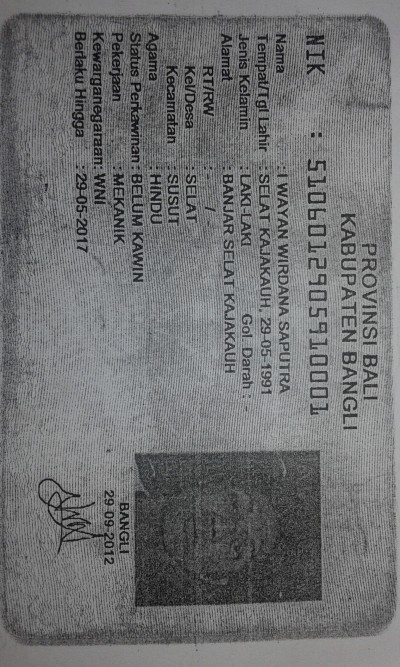 PROVINSI BALI
KABUPATEN BANGLI
NIK : 5106012905910001
Nama : I WAYAN WIRDANA SAPUTRA
Tempat/Tgl Lahir : SELAT KAJAKAUH, 29-05-1991
Jenis Kelamin : LAKI-LAKI Gol. Darah : -
Alamat : BANJAR SELAT KAJAKAUH
RT/RW : - / -
Kel/Desa : SELAT
Kecamatan : SUSUT
Agama : HINDU
Status Perkawinan : BELUM KAWIN
Pekerjaan : MEKANIK
Kewarganegaraan: WNI
Berlaku Hingga : 29-05-2017
BANGLI
29-09-2012